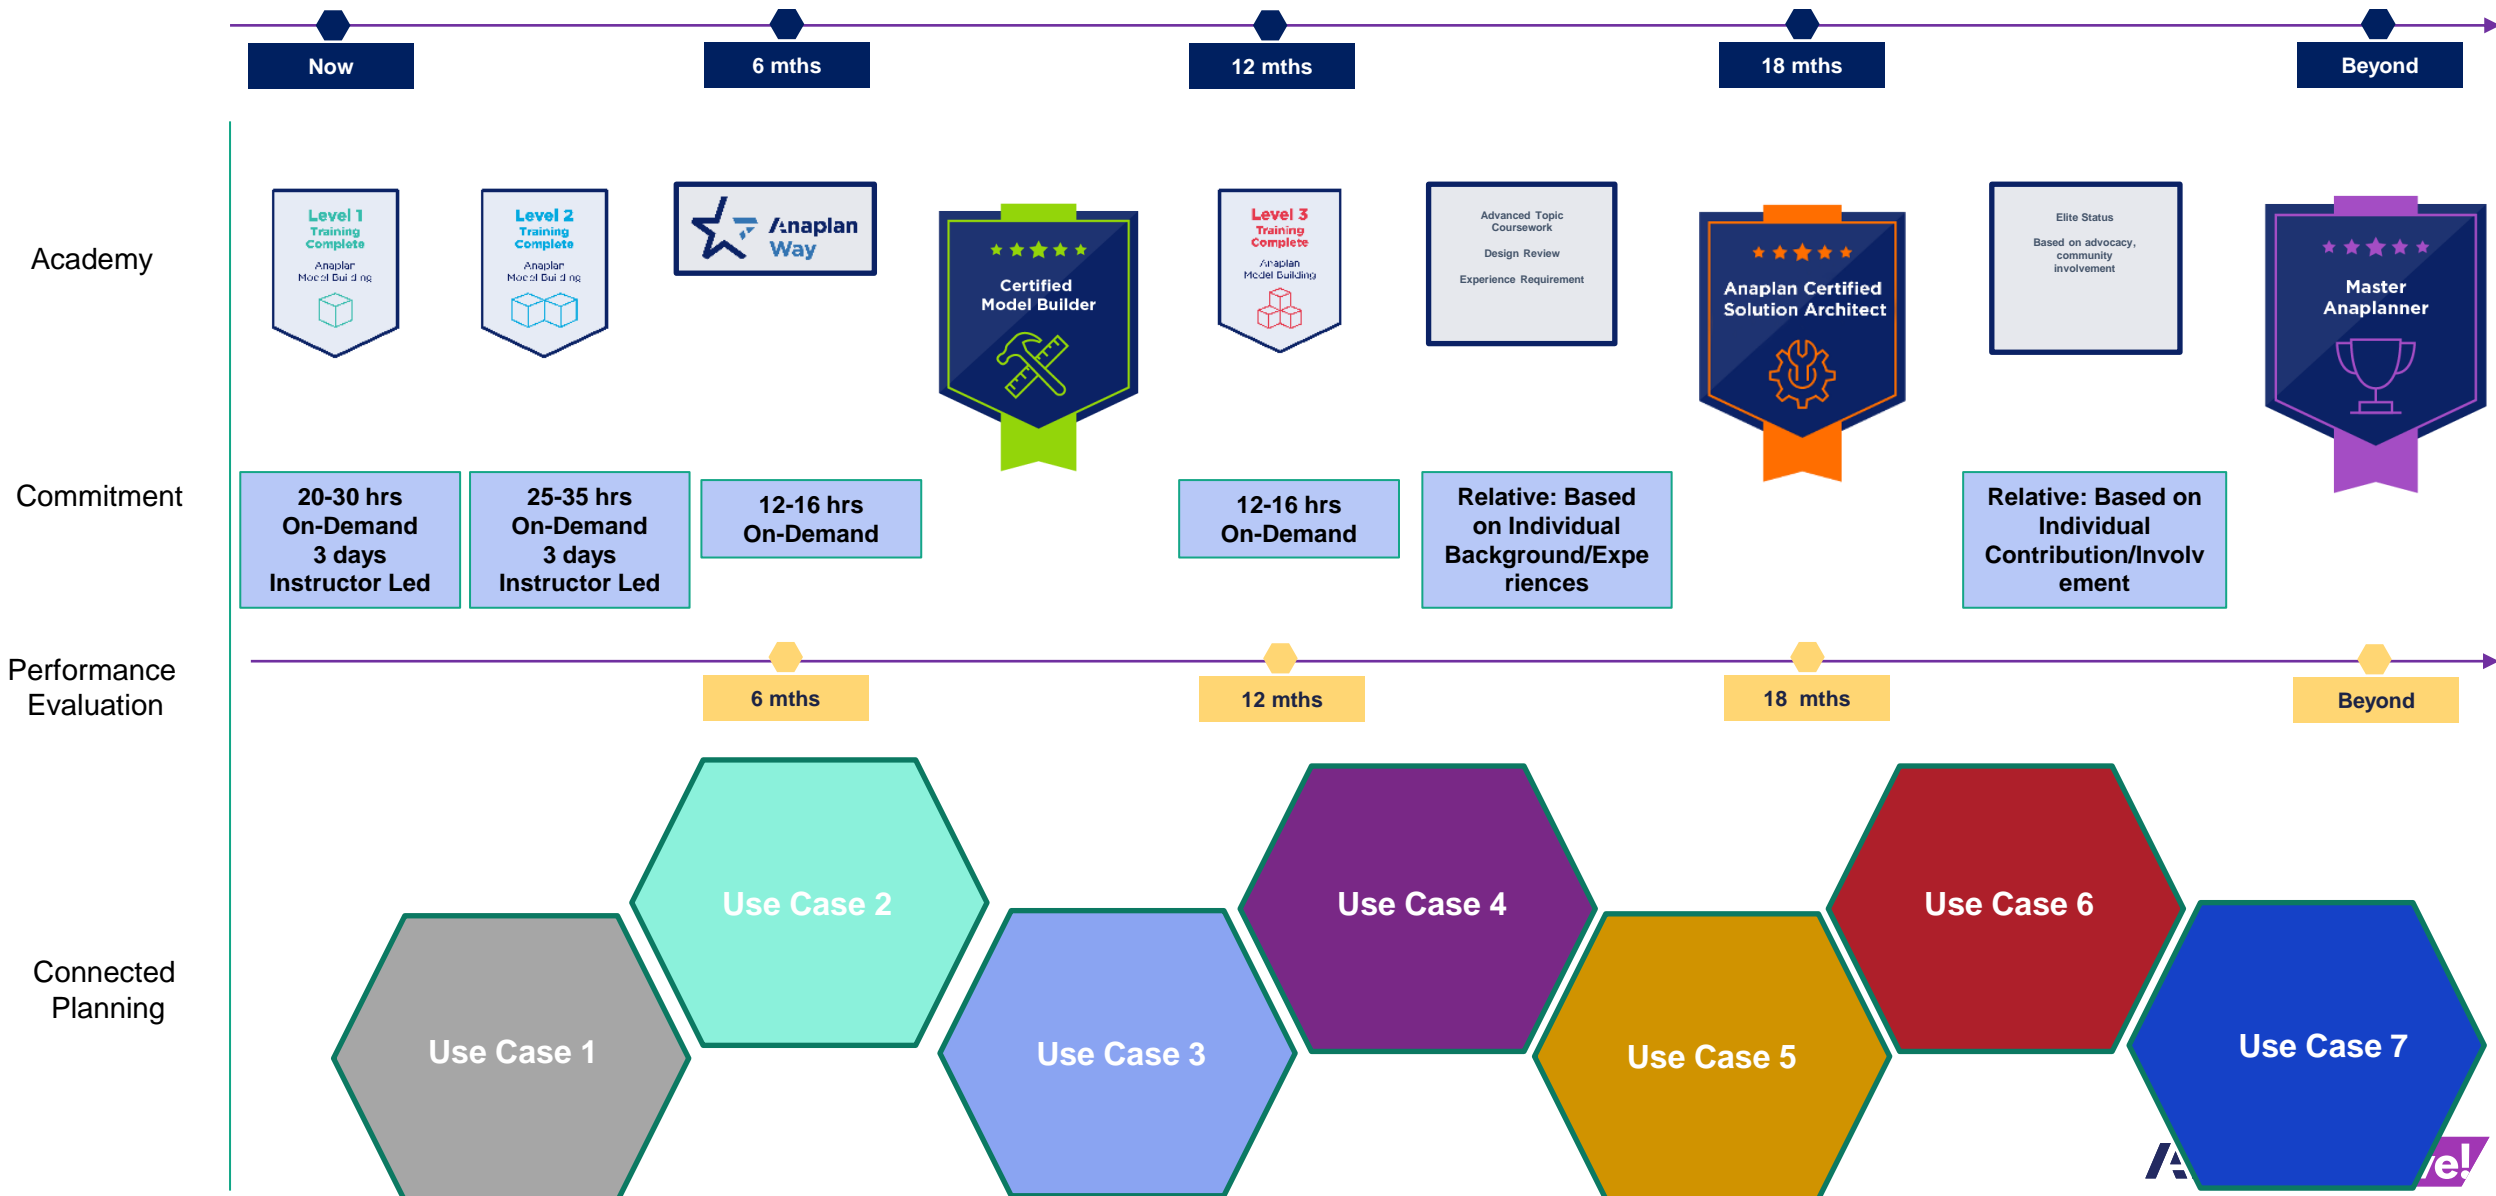 Now
6 mths
12 mths
18 mths
Beyond
Academy
Level 1
Training
Complete
Anaplan
Model Building
Level 2
Training
Complete
Anaplan
Model Building
Anaplan
Way
Certified
Model Builder
Level 3
Training
Complete
Anaplan
Model Building
Advanced Topic
Coursework
Design Review
Experience Requirement
Anaplan Certified
Solution Architect
Elite Status
Based on advocacy,
community
involvement
Master
Anaplanner
Commitment
20-30 hrs
On-Demand
3 days
Instructor Led
25-35 hrs
On-Demand
3 days
Instructor Led
12-16 hrs
On-Demand
12-16 hrs
On-Demand
Relative: Based
on Individual
Background/Expe
riences
Relative: Based on
Individual
Contribution/Involv
ement
Performance
Evaluation
6 mths
12 mths
18 mths
Beyond
Connected
Planning
Use Case 1
Use Case 2
Use Case 3
Use Case 4
Use Case 5
Use Case 6
Use Case 7